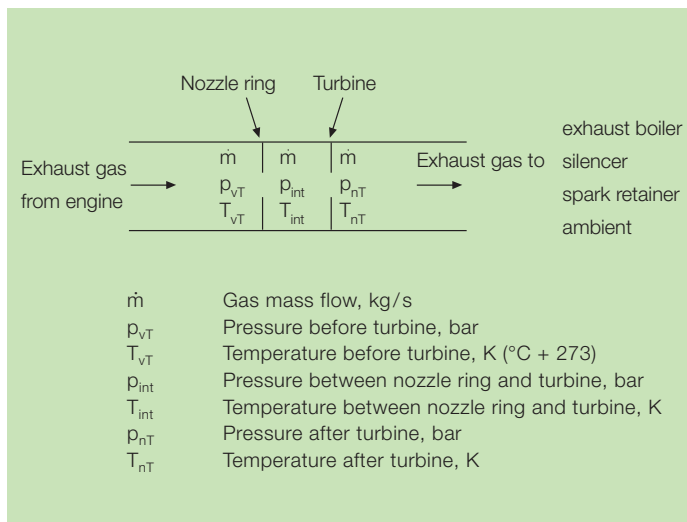 Nozzle ring Turbine
exhaust boiler
Exhaust gas ṁ ṁ ṁ Exhaust gas to silencer
from engine p_vT p_int p_nT spark retainer
T_vT T_int T_nT ambient
ṁ Gas mass flow, kg/s
p_vT Pressure before turbine, bar
T_vT Temperature before turbine, K (°C + 273)
p_int Pressure between nozzle ring and turbine, bar
T_int Temperature between nozzle ring and turbine, K
p_nT Pressure after turbine, bar
T_nT Temperature after turbine, K